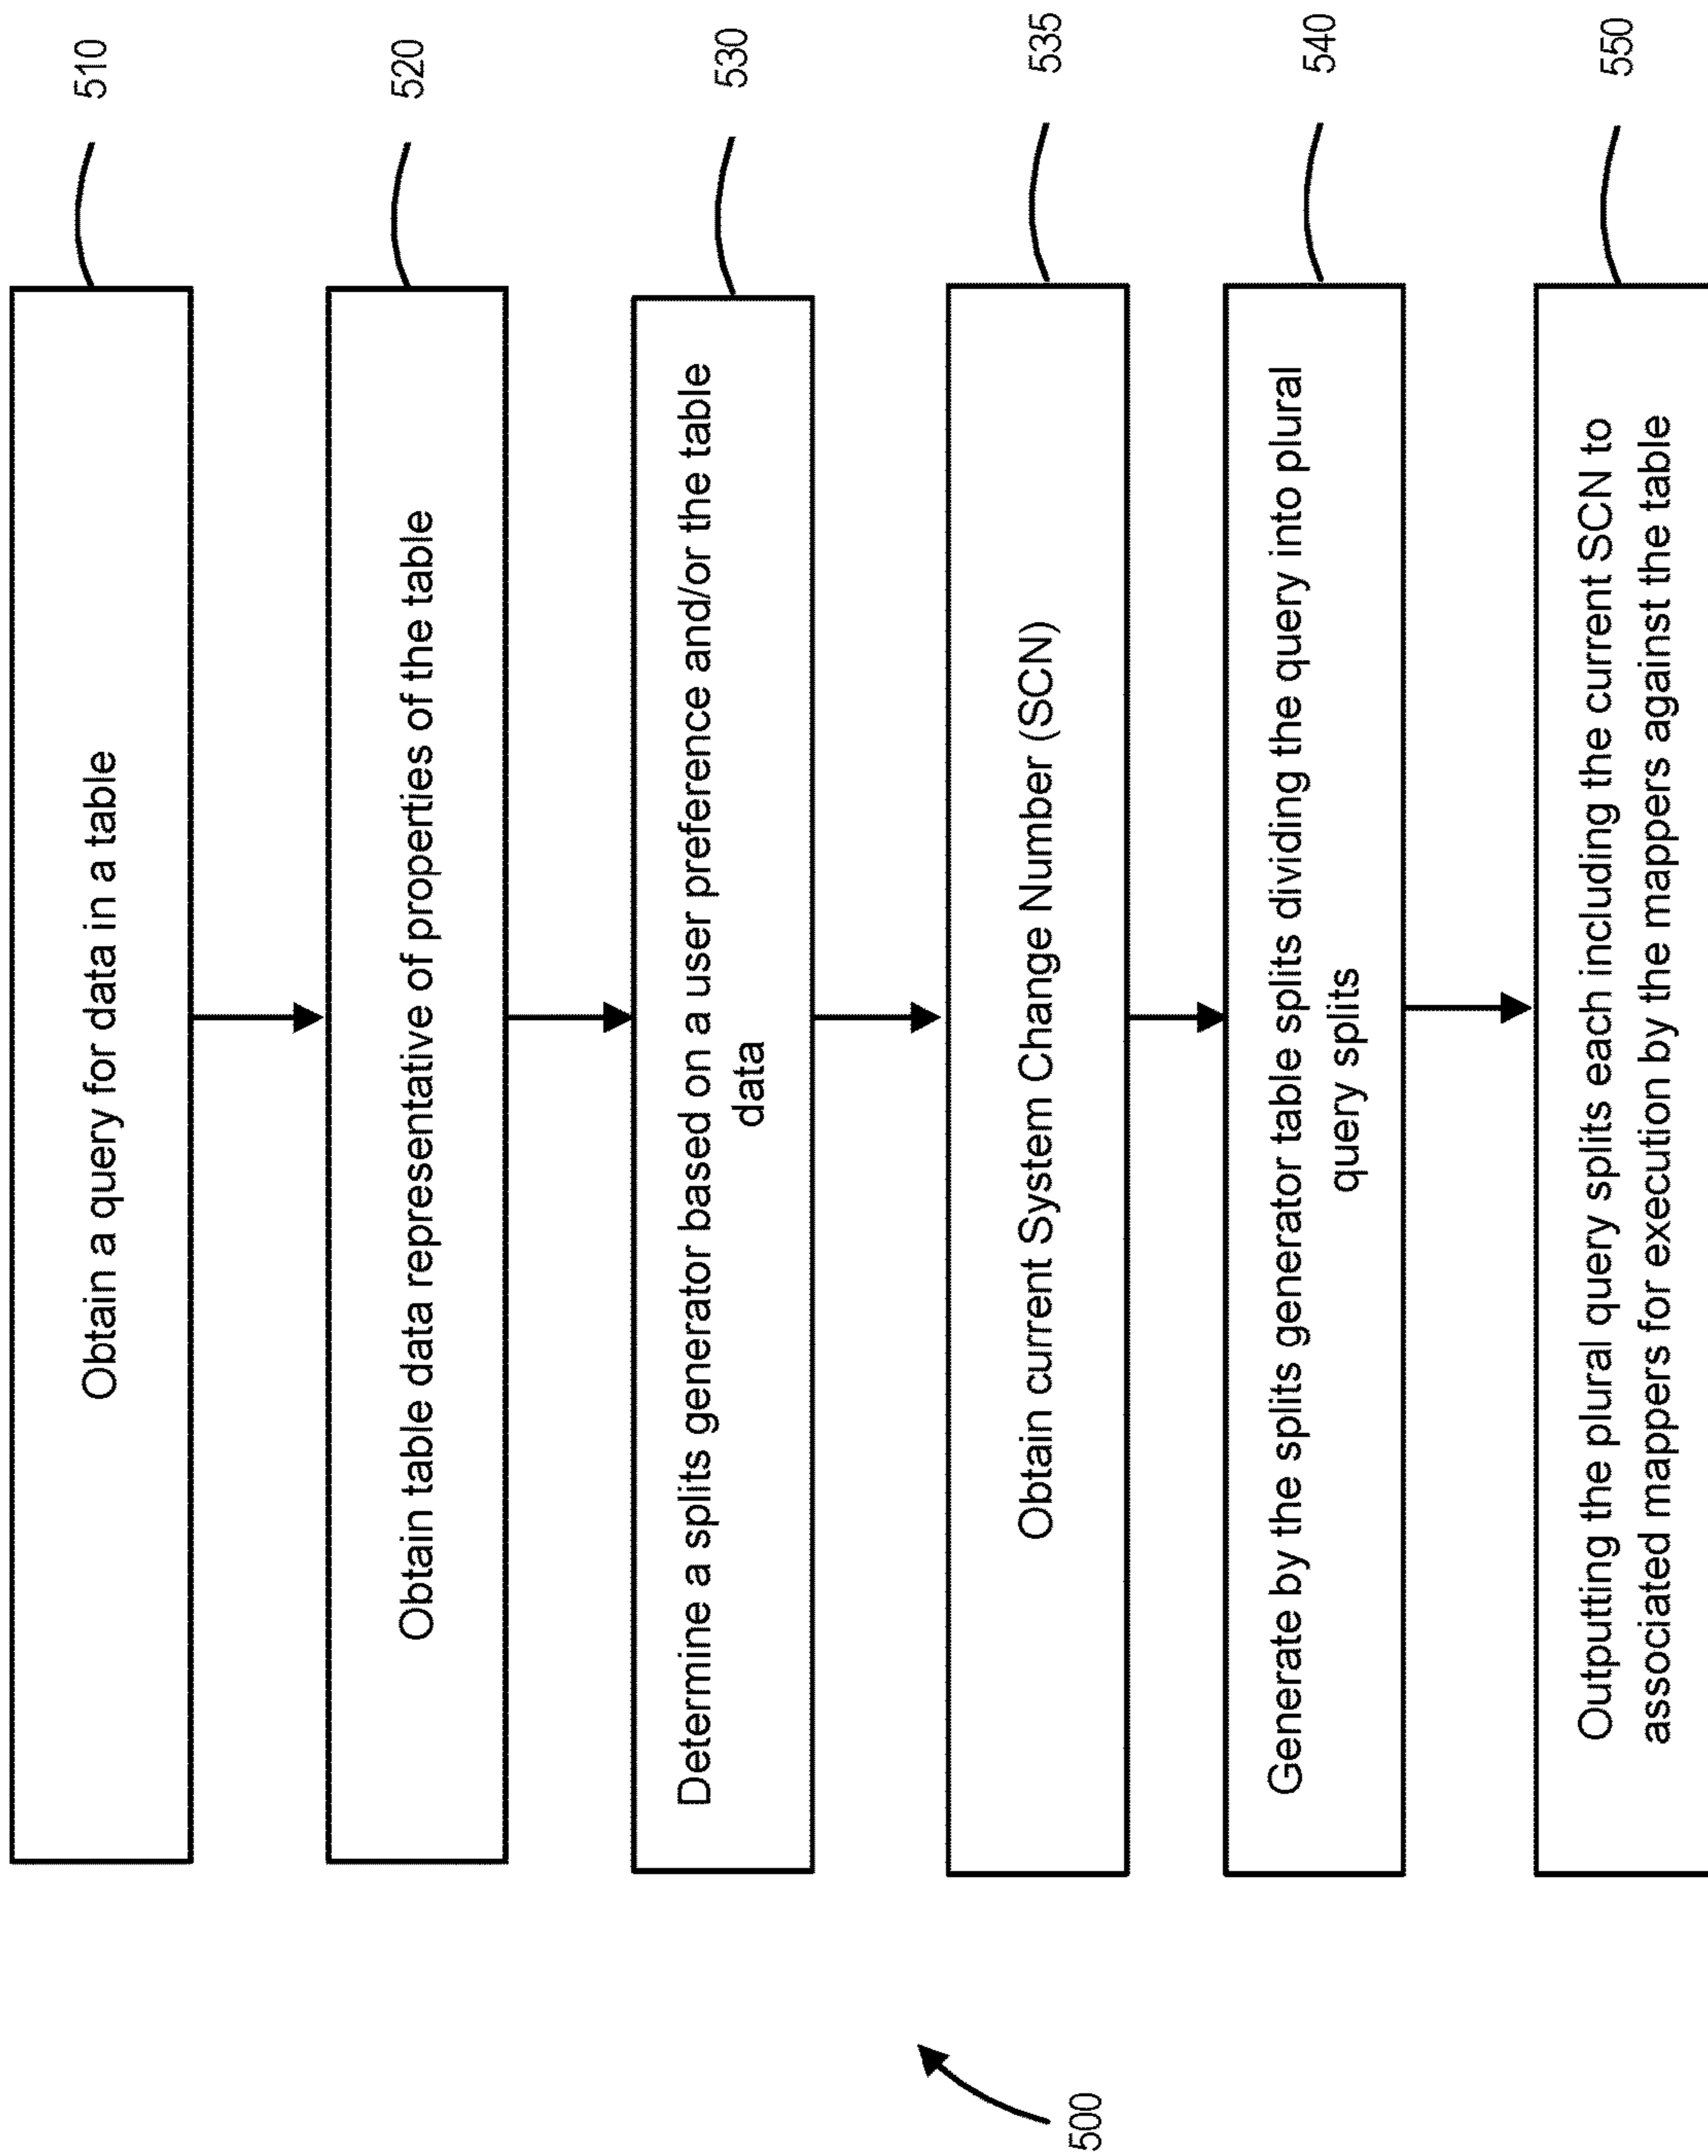 Obtain a query for data in a table
510
Obtain table data representative of properties of the table
520
Determine a splits generator based on a user preference and/or the table
data
530
Obtain current System Change Number (SCN)
535
Generate by the splits generator table splits dividing the query into plural
query splits
540
Outputting the plural query splits each including the current SCN to
associated mappers for execution by the mappers against the table
550
500